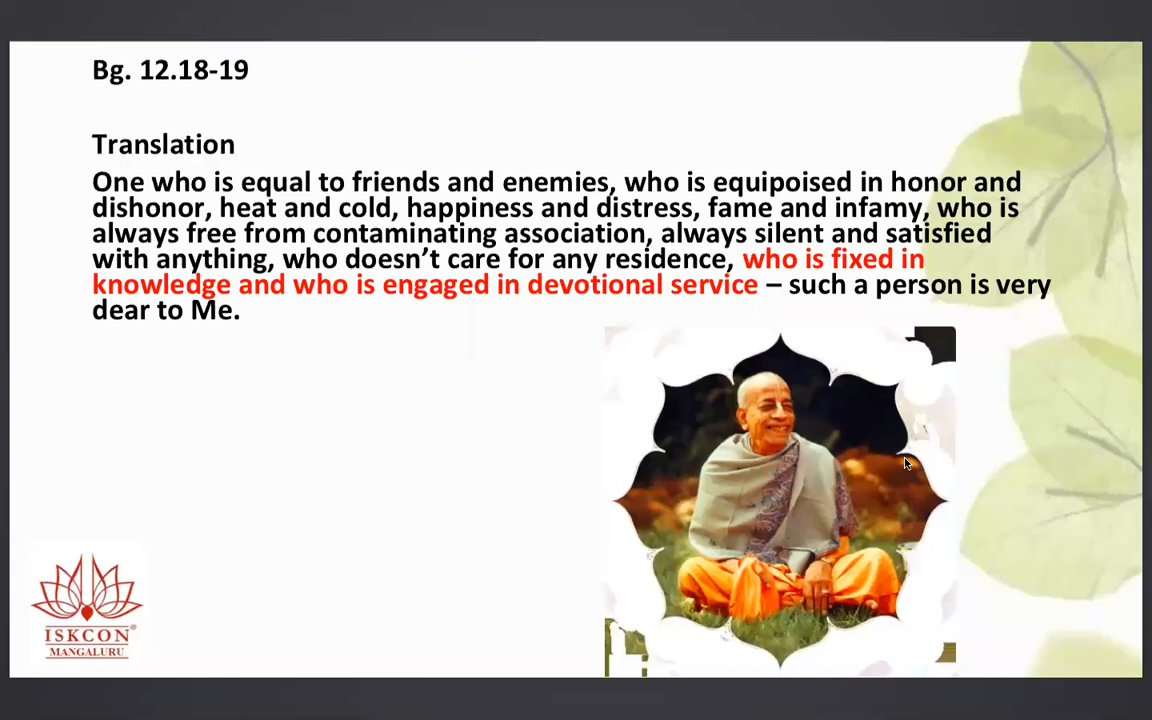 Bg. 12.18-19
Translation
One who is equal to friends and enemies, who is equipoised in honor and
dishonor, heat and cold, happiness and distress, fame and infamy, who is
always free from contaminating association, always silent and satisfied
with anything, who doesn’t care for any residence, who is fixed in
knowledge and who is engaged in devotional service – such a person is very
dear to Me.
ISKCON®
MANGALURU